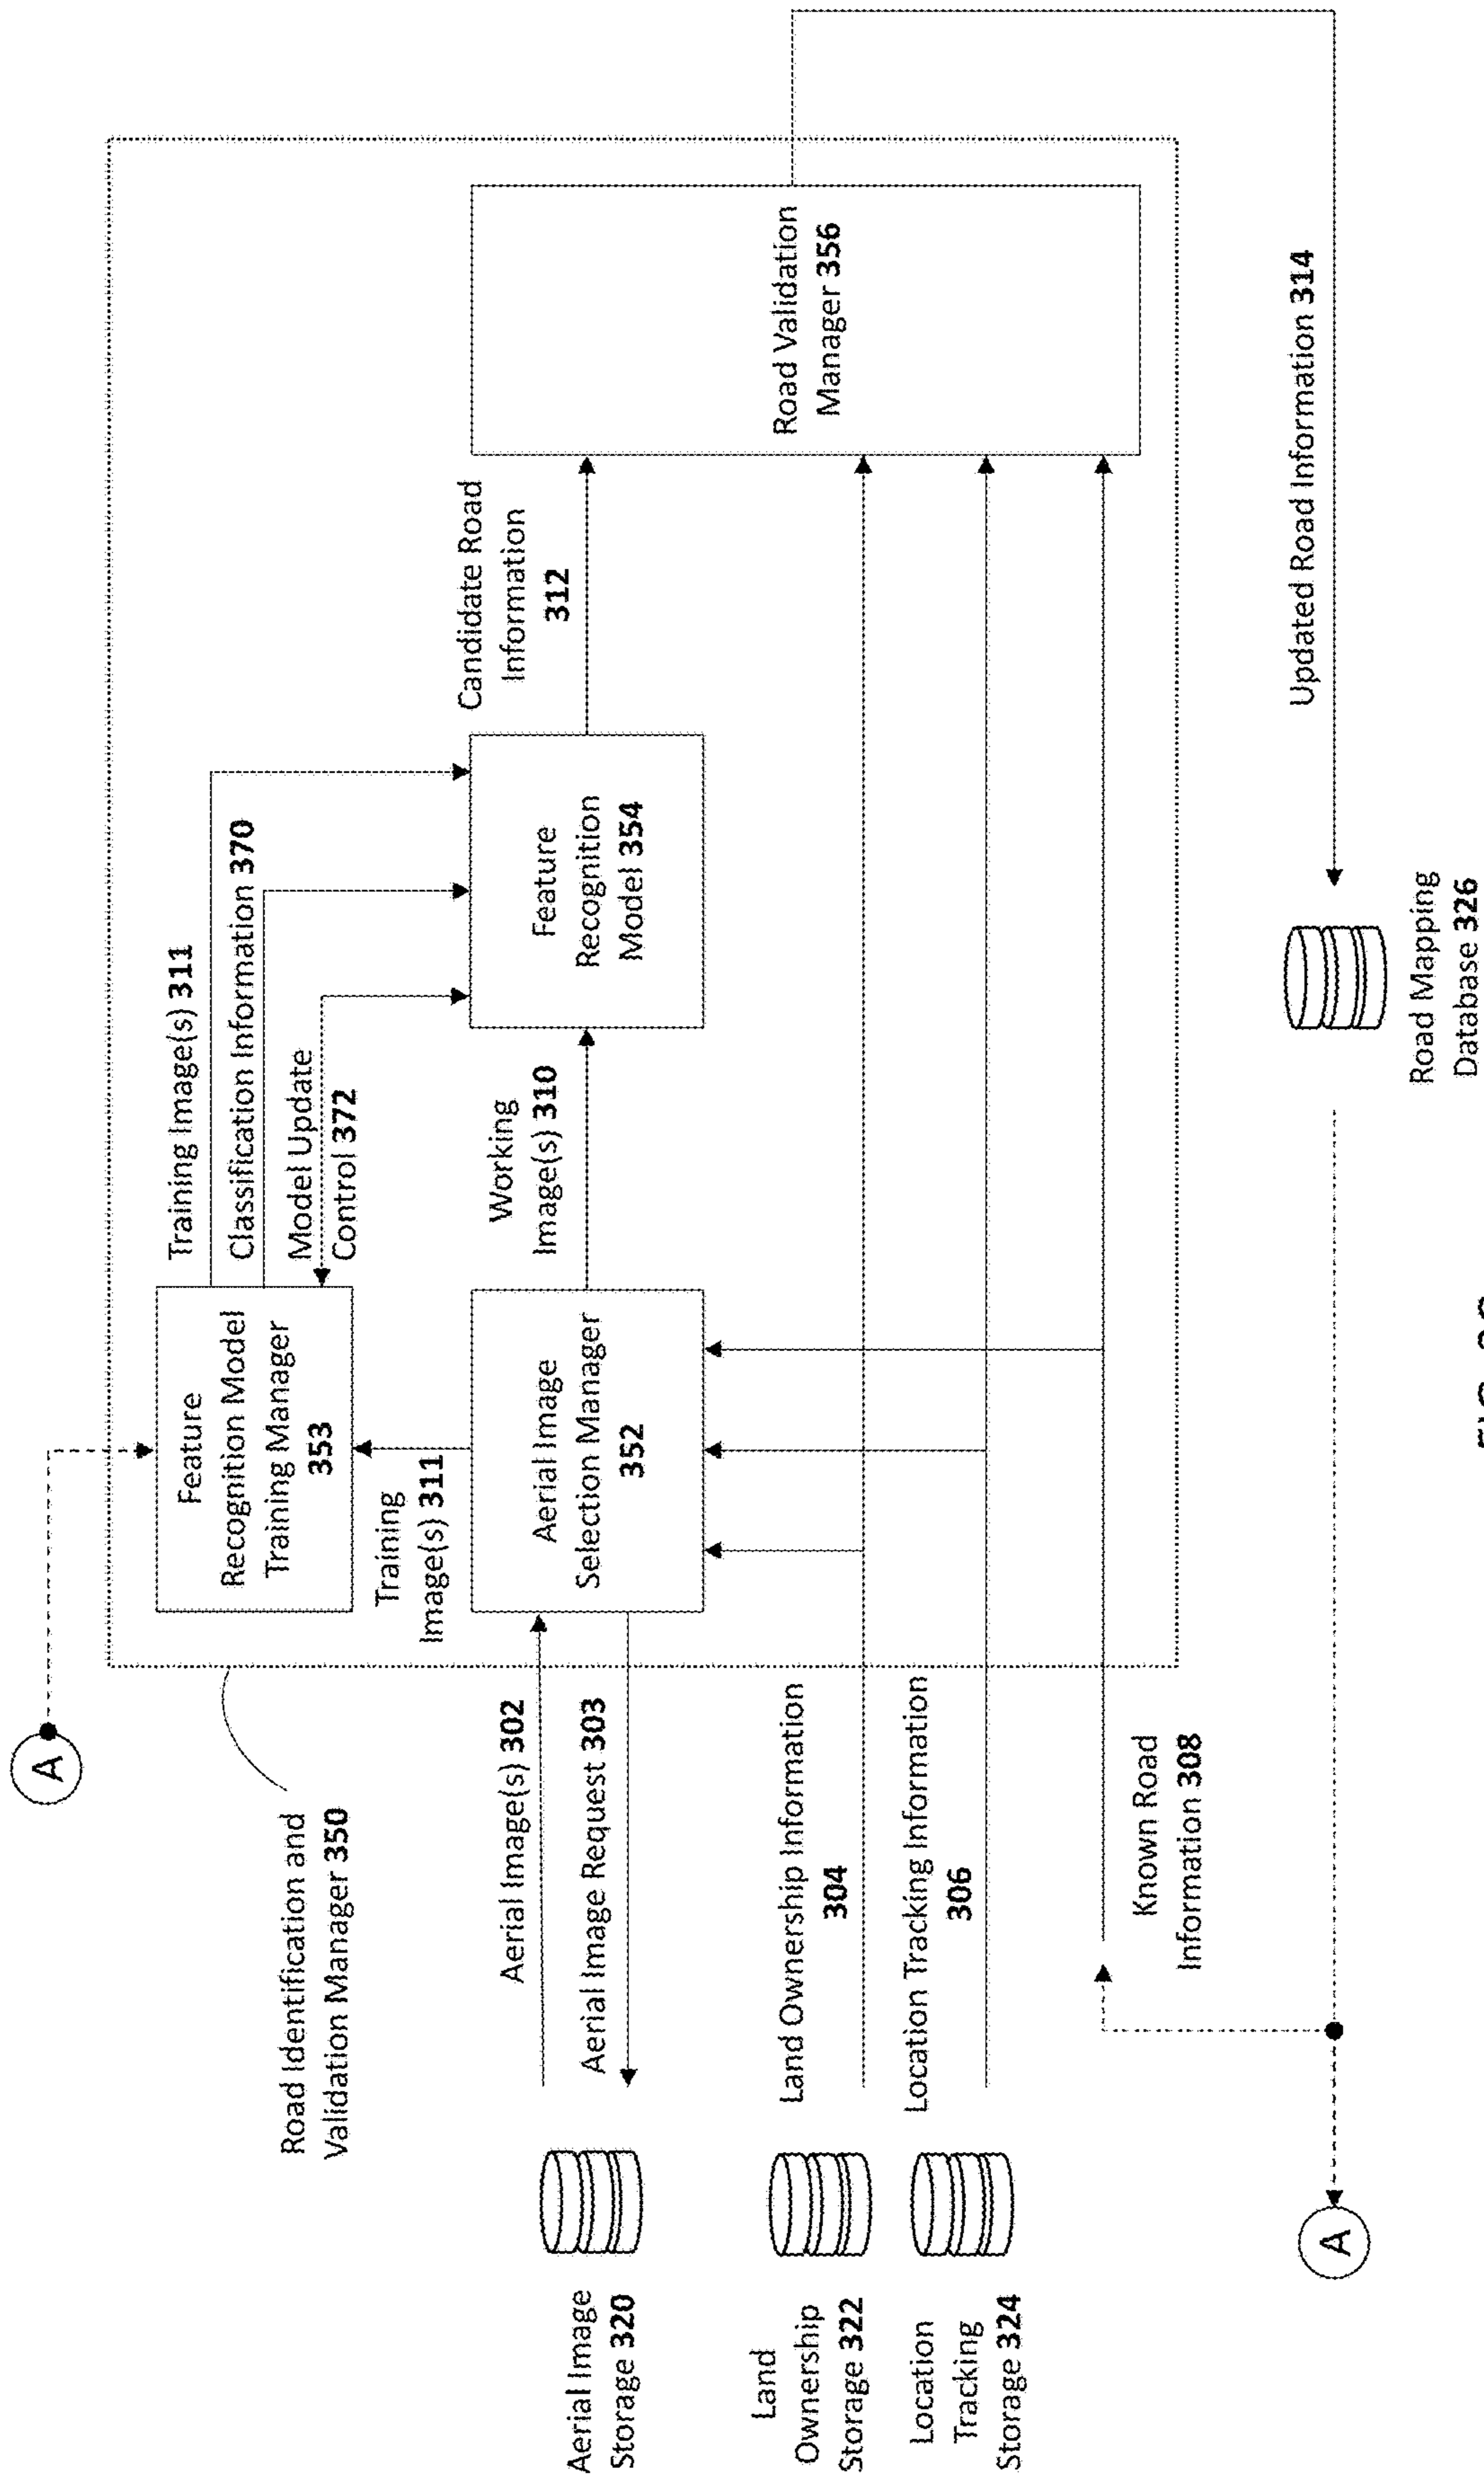 A
Road Identification and
Validation Manager 350
Feature
Recognition Model
Training Manager
353
Training Image(s) 311
Classification Information 370
Model Update
Control 372
Training
Image(s) 311
Aerial Image
Storage 320
Aerial Image(s) 302
Aerial Image Request 303
Aerial Image
Selection Manager
352
Working
Image(s) 310
Feature
Recognition
Model 354
Candidate Road
Information
312
Road Validation
Manager 356
Land
Ownership
Storage 322
Land Ownership Information
304
Location
Tracking
Storage 324
Location Tracking Information
306
Known Road
Information 308
Updated Road Information 314
A
Road Mapping
Database 326
FIG.